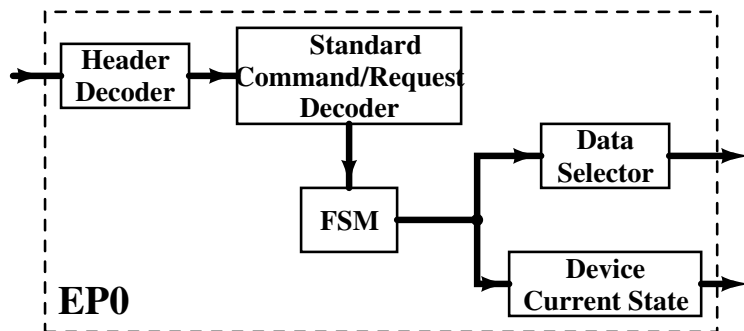 Header
Decoder
Standard
Command/Request
Decoder
Data
Selector
FSM
Device
Current State
EP0